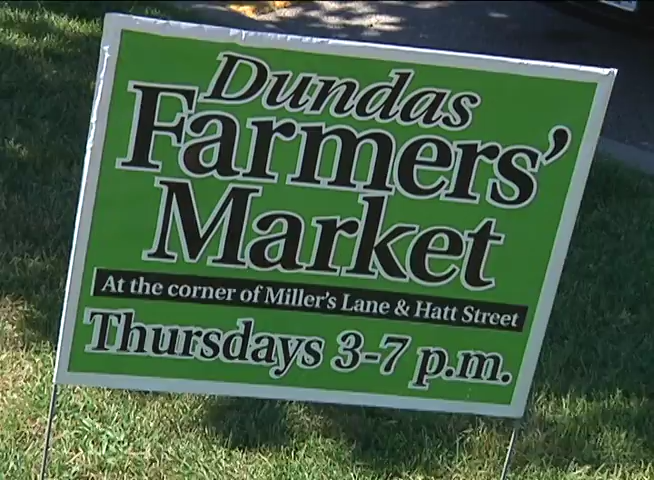 Dundas
Farmers'
Market
At the corner of Miller's Lane & Hatt Street
Thursdays 3-7 p.m.